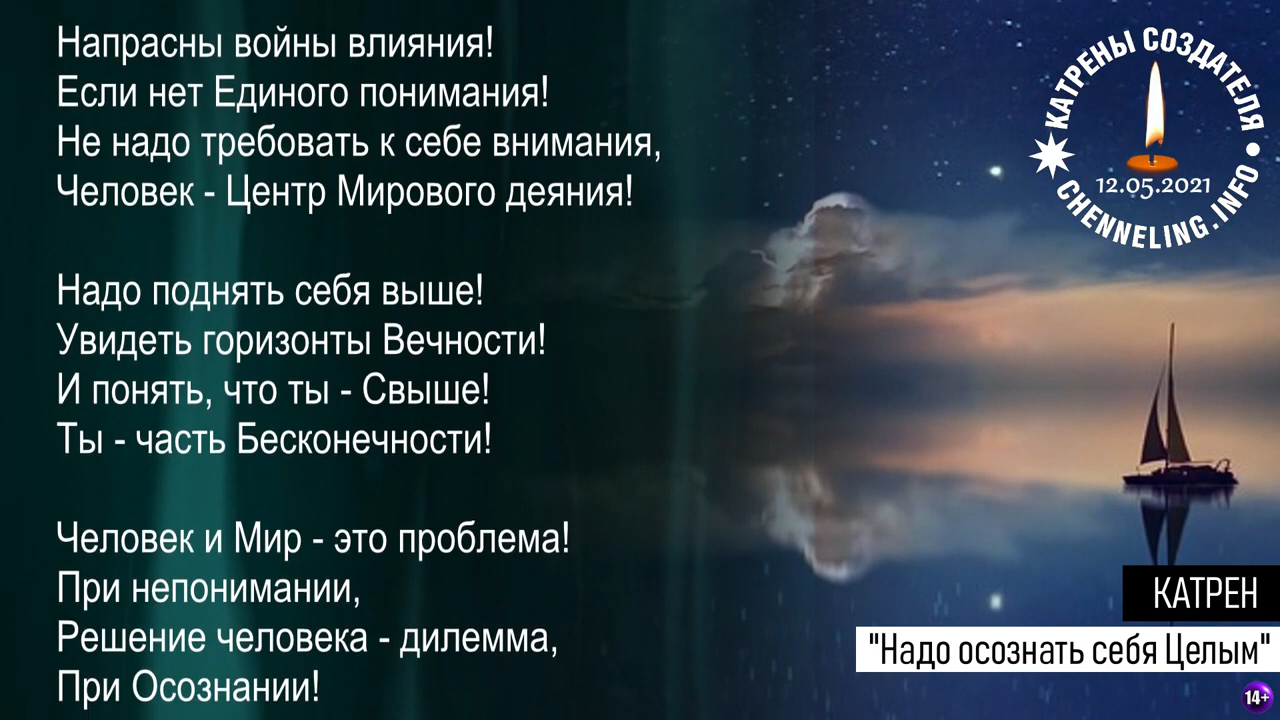 Напрасны войны влияния!
Если нет Единого понимания!
Не надо требовать к себе внимания,
Человек - Центр Мирового деяния!
Надо поднять себя выше!
Увидеть горизонты Вечности!
И понять, что ты - Свыше!
Ты - часть Бесконечности!
Человек и Мир - это проблема!
При непонимании,
Решение человека - дилемма,
При Осознании!
КАТРЕНЫ СОЗДАТЕЛЯ
12.05.2021
CHENNELING.INFO
КАТРЕН
"Надо осознать себя Целым"
14+